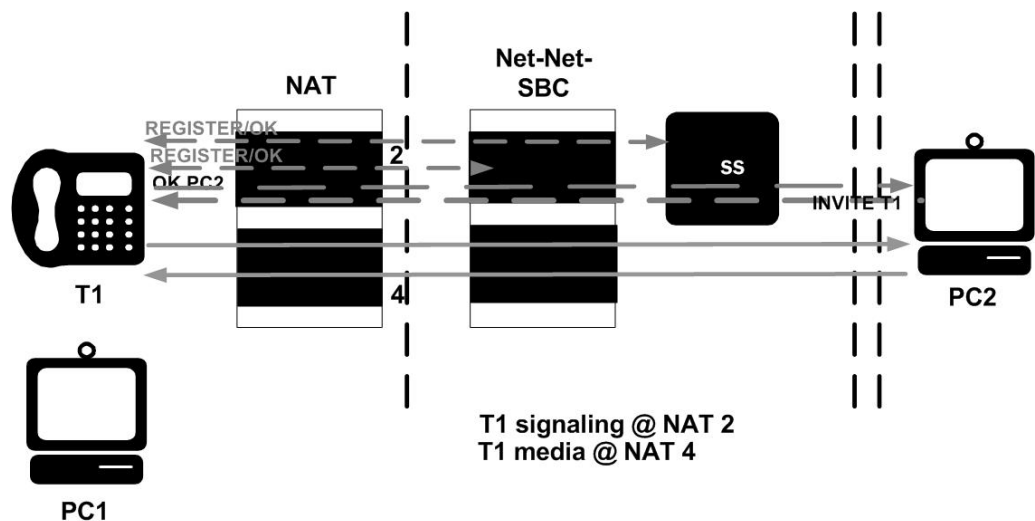 NAT
Net-Net-
SBC
REGISTER/OK
REGISTER/OK
2
OK PC2
SS
INVITE T1
T1
4
PC2
T1 signaling @ NAT 2
T1 media @ NAT 4
PC1